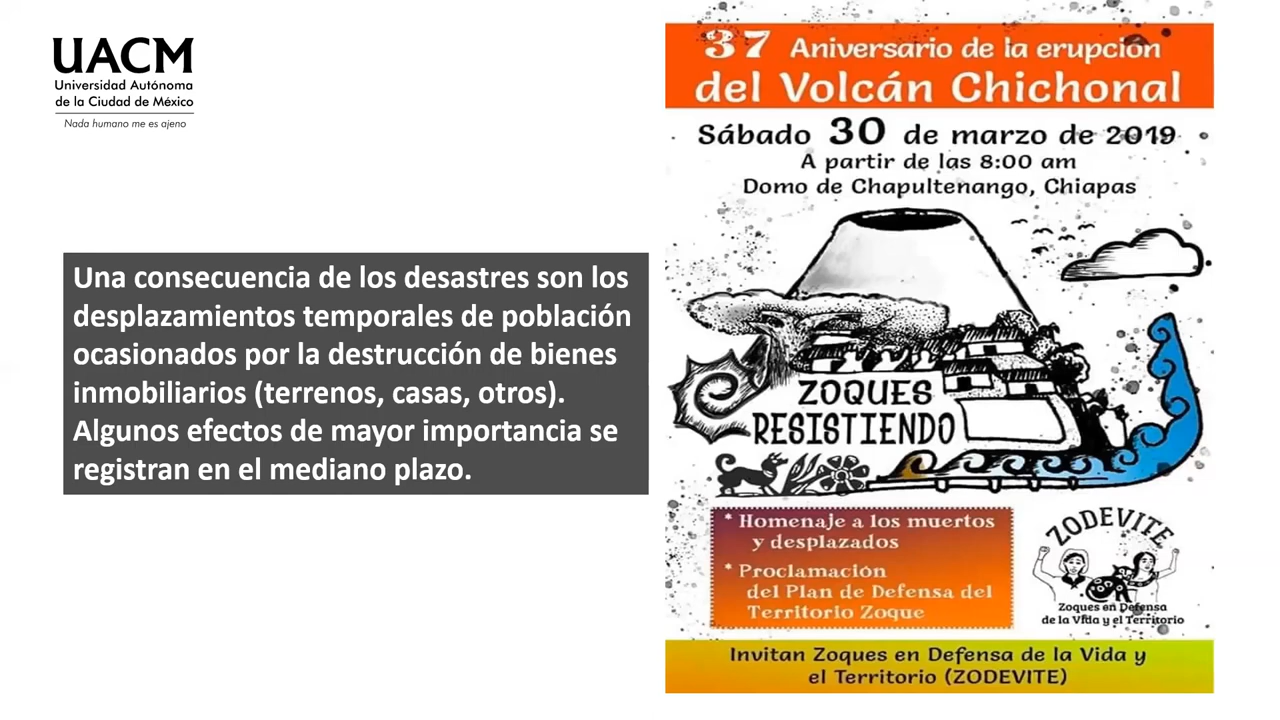 UACM
Universidad Autónoma
de la Ciudad de México
Nada humano me es ajeno
Una consecuencia de los desastres son los
desplazamientos temporales de población
ocasionados por la destrucción de bienes
inmobiliarios (terrenos, casas, otros).
Algunos efectos de mayor importancia se
registran en el mediano plazo.
37 Aniversario de la erupción
del Volcán Chichonal
Sábado 30 de marzo de 2019
A partir de las 8:00 am
Domo de Chapultenango, Chiapas
ZOQUES
RESISTIENDO
* Homenaje a los muertos
y desplazados
* Proclamación
del Plan de Defensa del
Territorio Zoque
ZODEVITE
Zoques en Defensa
de la Vida y el Territorio
Invitan Zoques en Defensa de la Vida y
el Territorio (ZODEVITE)